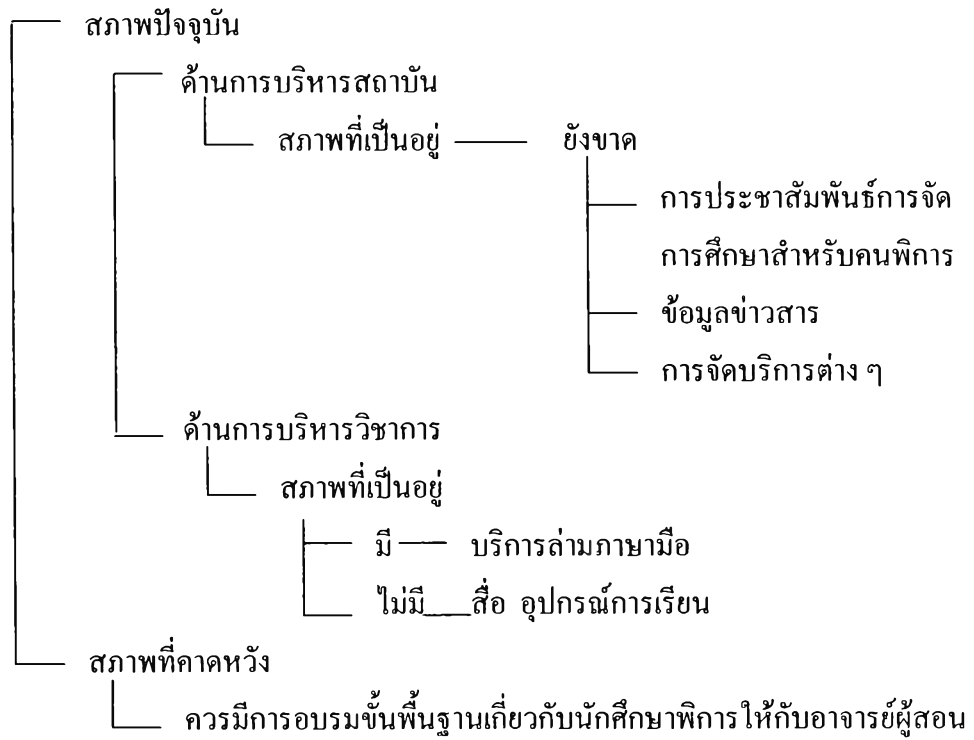 สภาพปัจจุบัน
ด้านการบริหารสถาบัน
สภาพที่เป็นอยู่ ยังขาด
การประชาสัมพันธ์การจัด
การศึกษาสำหรับคนพิการ
ข้อมูลข่าวสาร
การจัดบริการต่าง ๆ
ด้านการบริหารวิชาการ
สภาพที่เป็นอยู่
มี บริการล่ามภาษามือ
ไม่มี สื่อ อุปกรณ์การเรียน
สภาพที่คาดหวัง
ควรมีการอบรมขั้นพื้นฐานเกี่ยวกับนักศึกษาพิการให้กับอาจารย์ผู้สอน